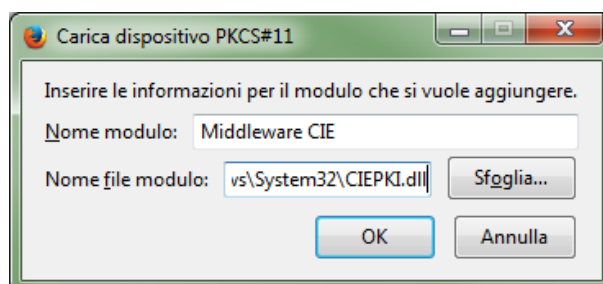 Carica dispositivo PKCS#11
Inserire le informazioni per il modulo che si vuole aggiungere.
Nome modulo: Middleware CIE
Nome file modulo: vs\System32\CIEPKI.dll Sfoglia...
OK Annulla